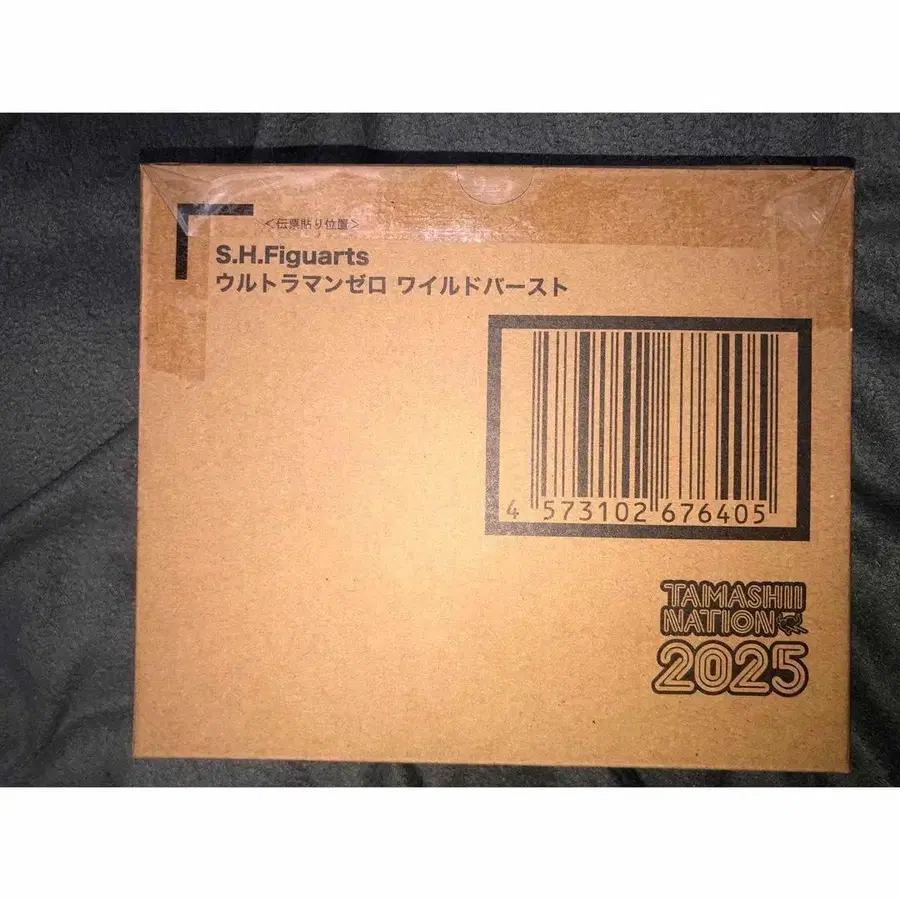 ＜伝票貼り位置＞
S.H.Figuarts
ウルトラマンゼロ ワイルドバースト
4 573102 676405
TAMASHII
NATION
2025